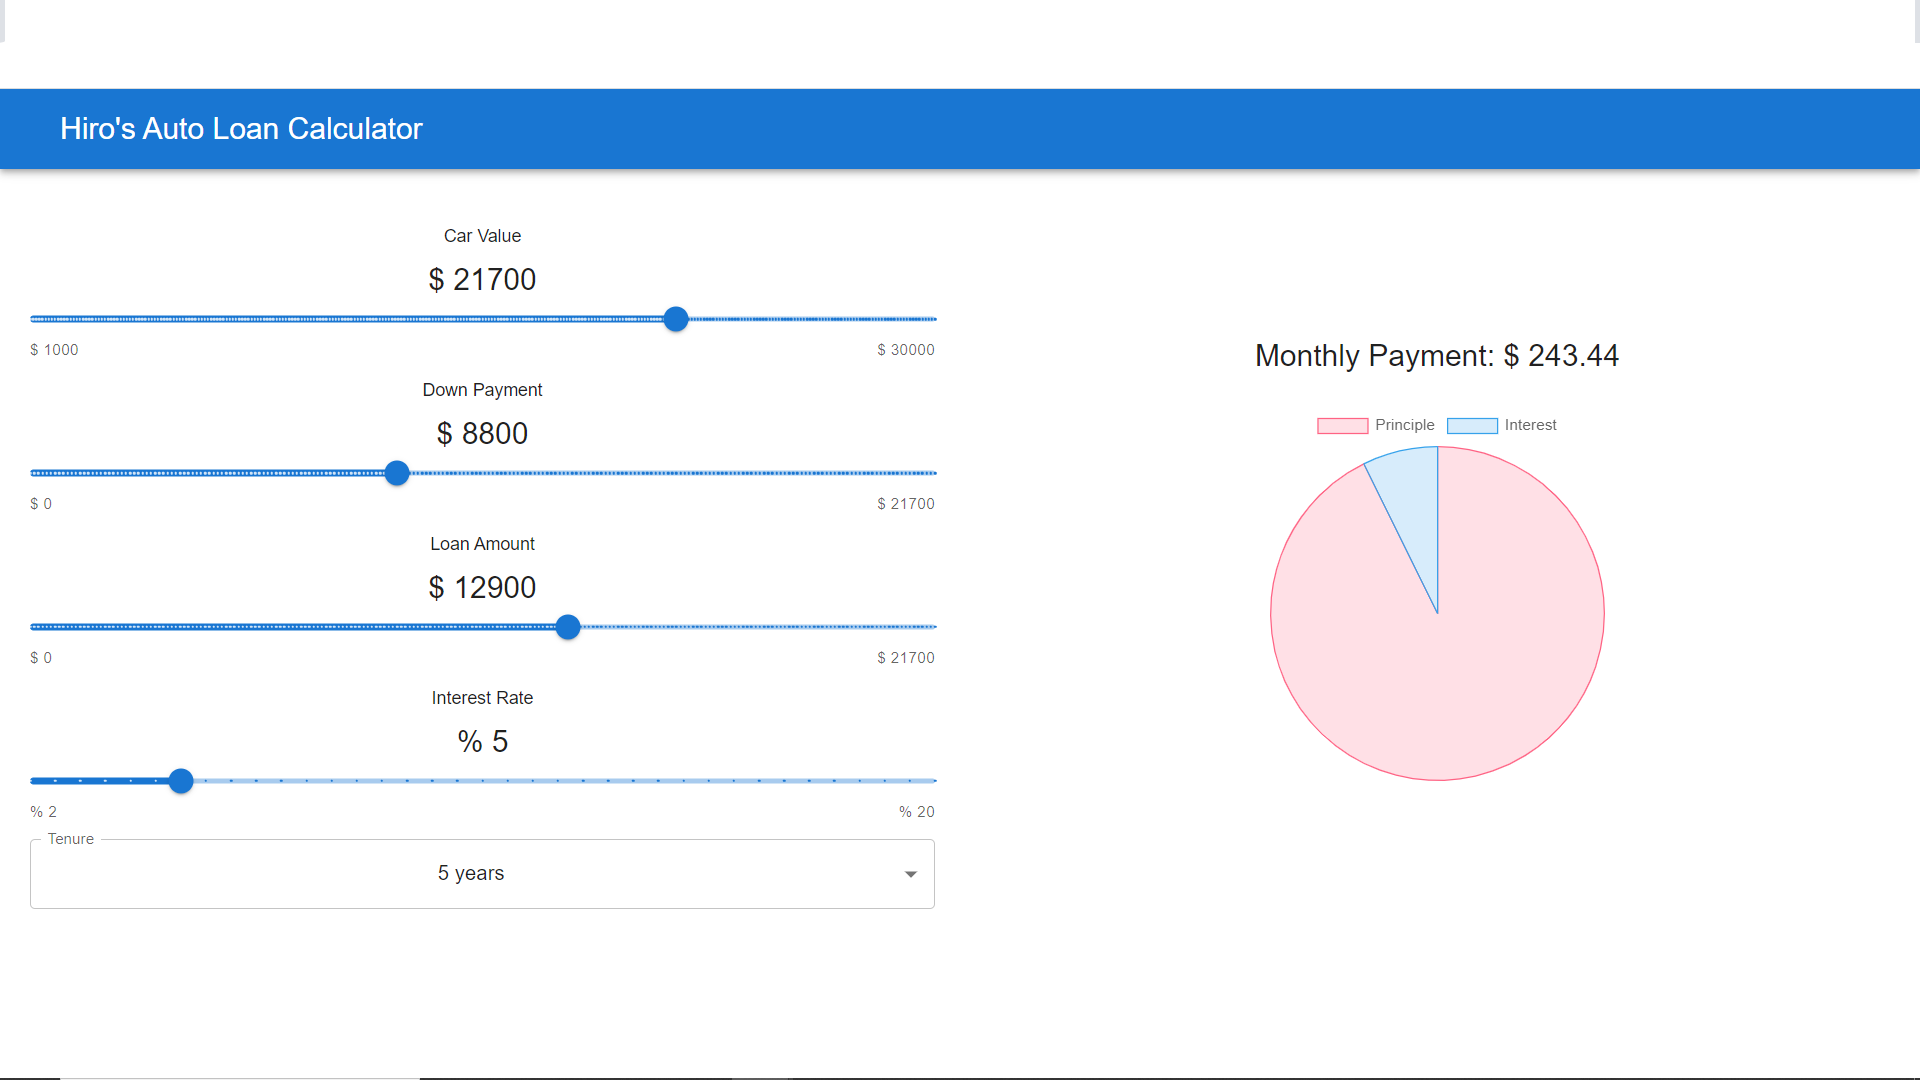 Hiro's Auto Loan Calculator
Car Value
$ 21700
$ 1000 $ 30000
Down Payment
$ 8800
$ 0 $ 21700
Loan Amount
$ 12900
$ 0 $ 21700
Interest Rate
% 5
% 2 % 20
Tenure
5 years
Monthly Payment: $ 243.44
Principle Interest